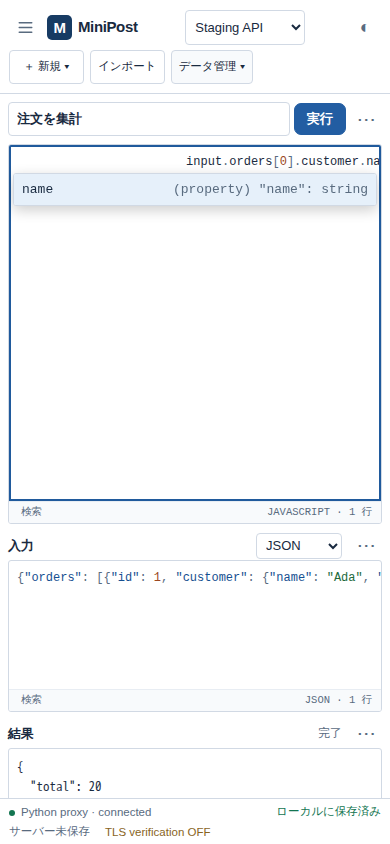 M MiniPost Staging API
+ 新規 ▾ インポート データ管理 ▾
注文を集計 実行 ...
input.orders[0].customer.na
name (property) "name": string
検索 JAVASCRIPT · 1 行
入力 JSON ...
{"orders": [{"id": 1, "customer": {"name": "Ada", "
検索 JSON · 1 行
結果 完了 ...
{
"total": 20
Python proxy · connected ローカルに保存済み
サーバー未保存 TLS verification OFF